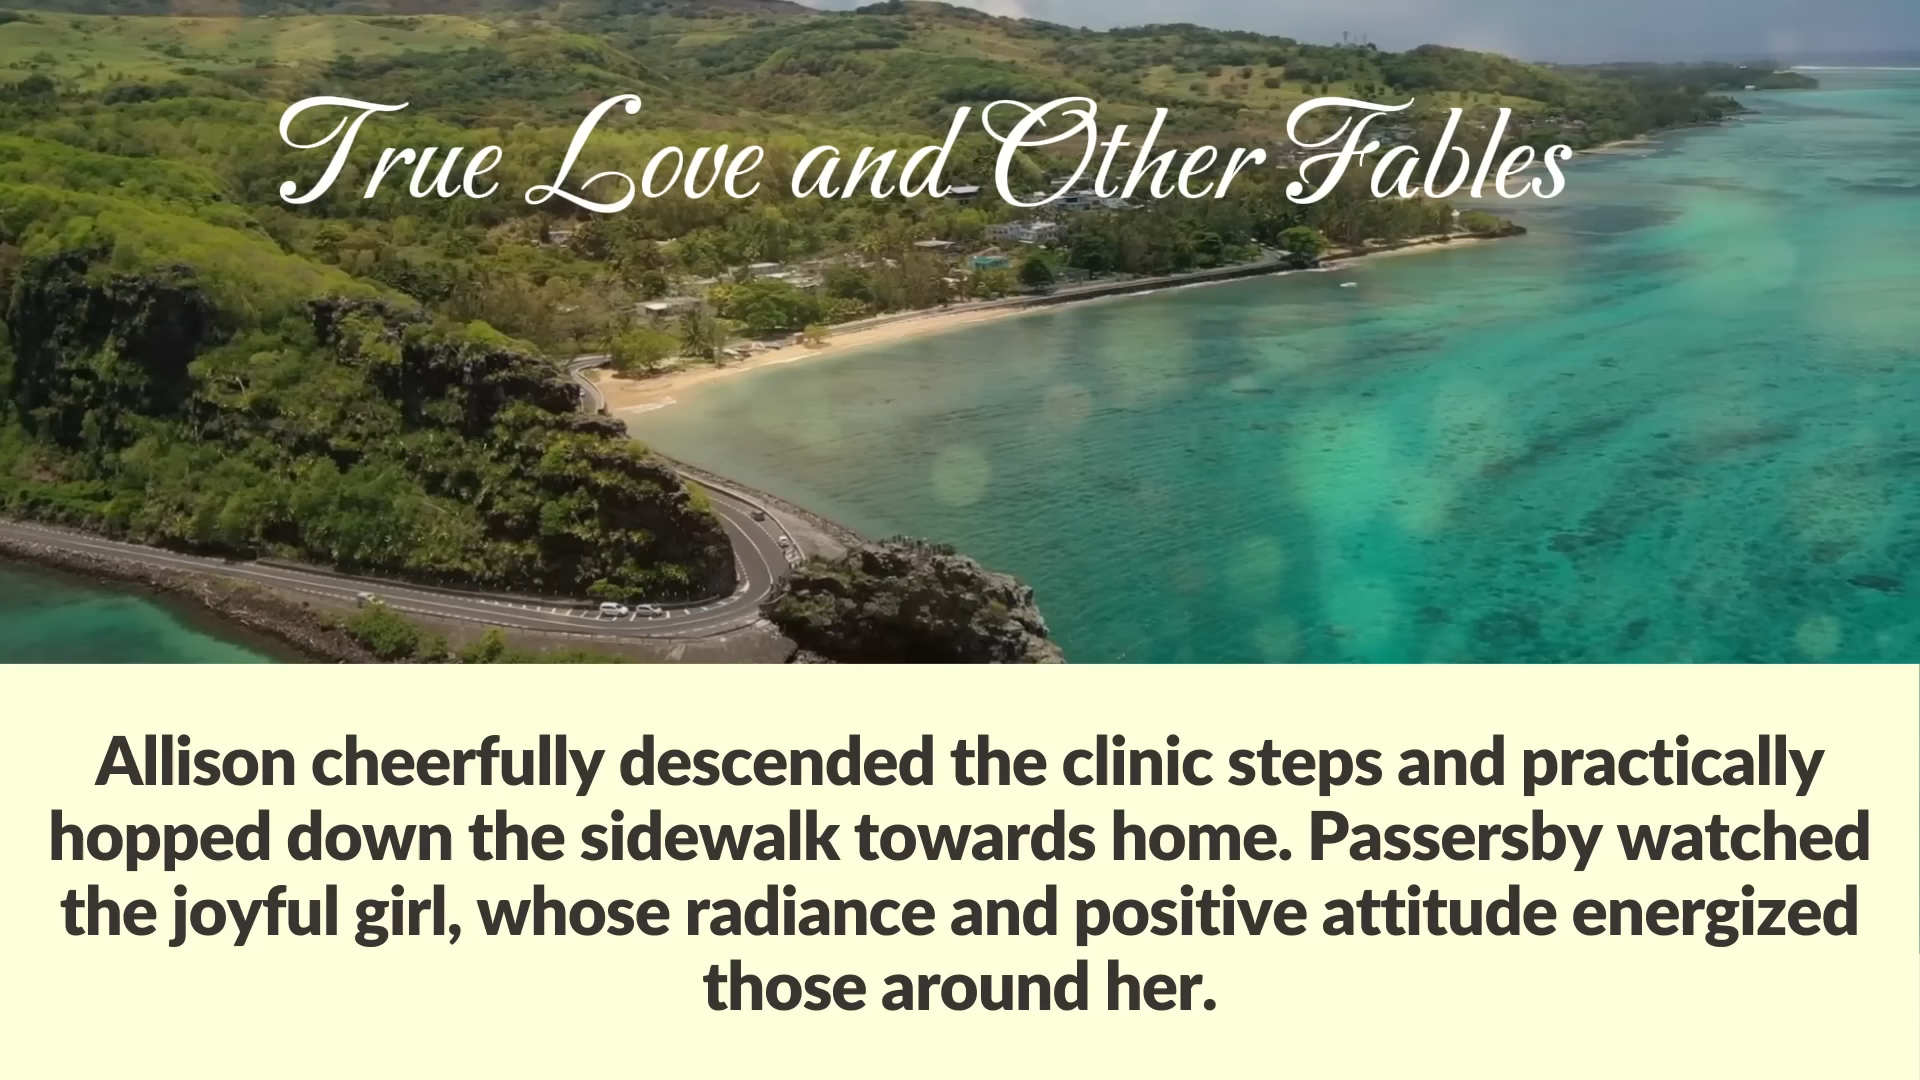 True Love and Other Fables
Allison cheerfully descended the clinic steps and practically
hopped down the sidewalk towards home. Passersby watched
the joyful girl, whose radiance and positive attitude energized
those around her.